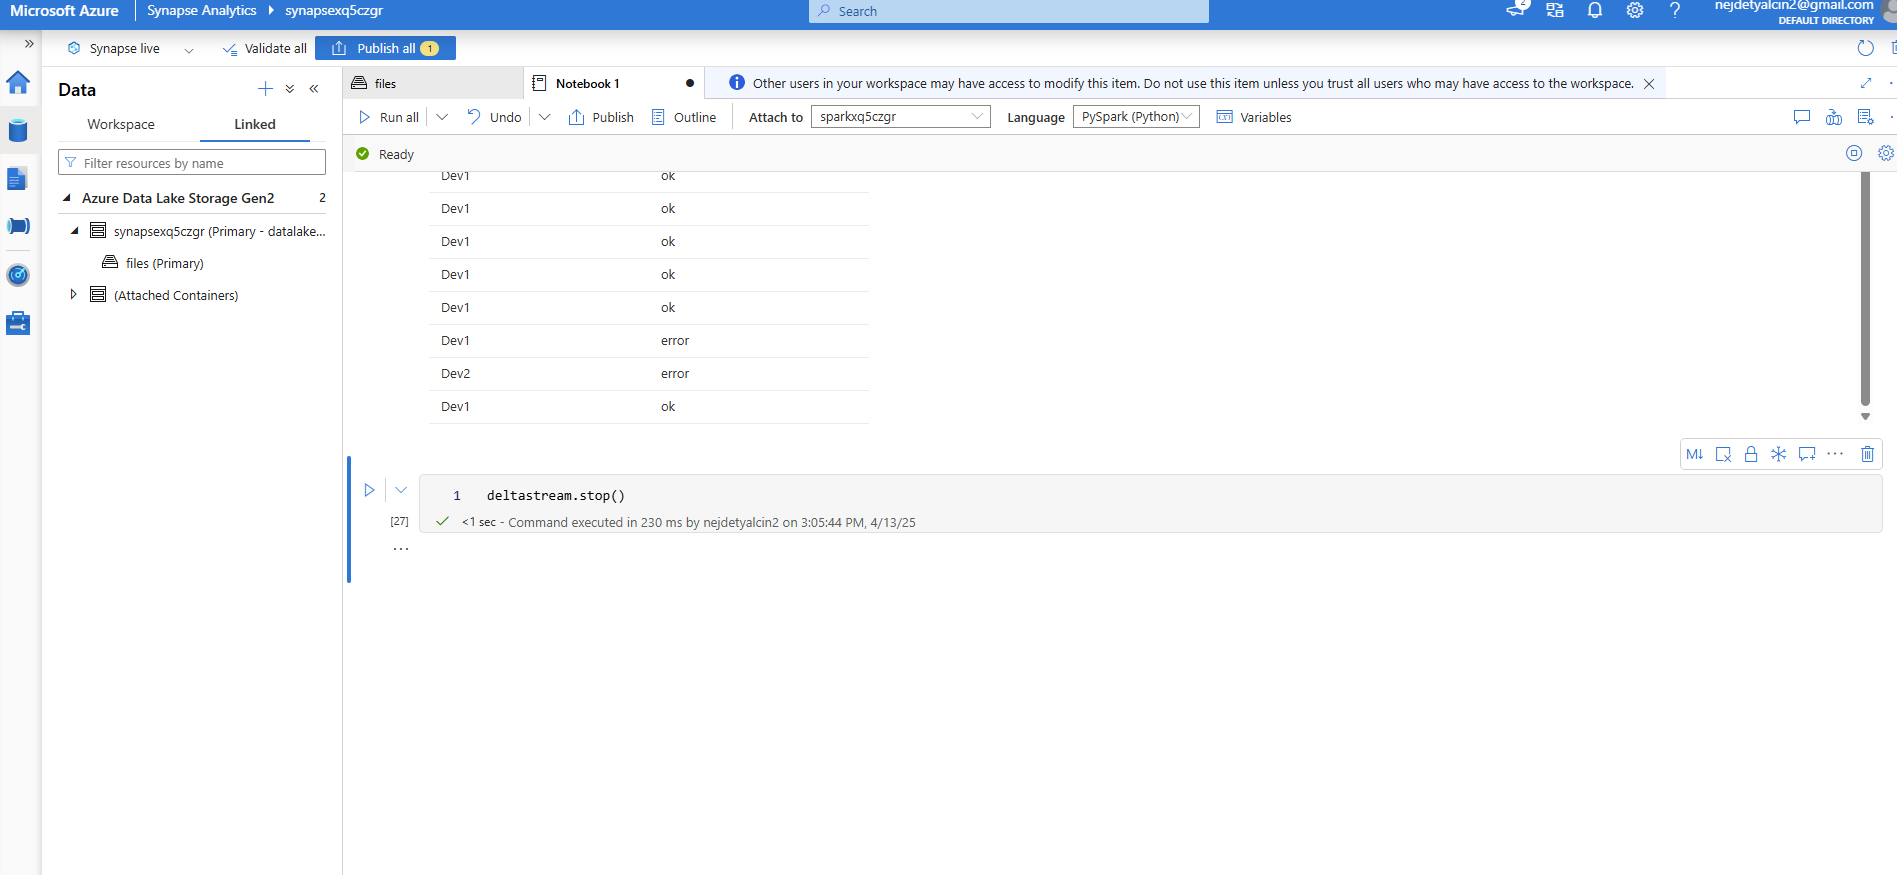 Microsoft Azure
Synapse Analytics
synapsexq5czgr
Search
2
nejdetyalcin2@gmail.com
DEFAULT DIRECTORY
Synapse live
Validate all
Publish all 1
Data
Workspace
Linked
Filter resources by name
Azure Data Lake Storage Gen2 2
synapsexq5czgr (Primary - datalake...
files (Primary)
(Attached Containers)
files
Notebook 1
Other users in your workspace may have access to modify this item. Do not use this item unless you trust all users who may have access to the workspace.
Run all
Undo
Publish
Outline
Attach to
sparkxq5czgr
Language
PySpark (Python)
Variables
Ready
Dev1 ok
Dev1 ok
Dev1 ok
Dev1 ok
Dev1 ok
Dev1 error
Dev2 error
Dev1 ok
M↓
1 deltastream.stop()
[27]
<1 sec - Command executed in 230 ms by nejdetyalcin2 on 3:05:44 PM, 4/13/25